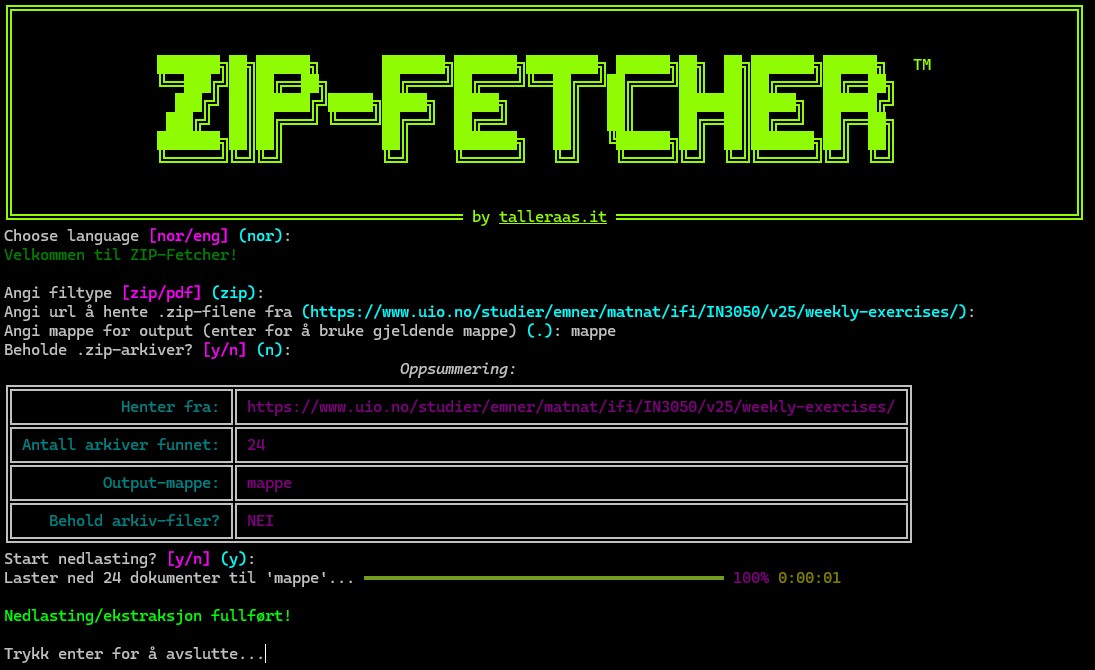 ZIP-FETCHER ™
by talleraas.it
Choose language [nor/eng] (nor):
Velkommen til ZIP-Fetcher!
Angi filtype [zip/pdf] (zip):
Angi url å hente .zip-filene fra (https://www.uio.no/studier/emner/matnat/ifi/IN3050/v25/weekly-exercises/):
Angi mappe for output (enter for å bruke gjeldende mappe) (.): mappe
Beholde .zip-arkiver? [y/n] (n):
Oppsummering:
Henter fra: https://www.uio.no/studier/emner/matnat/ifi/IN3050/v25/weekly-exercises/
Antall arkiver funnet: 24
Output-mappe: mappe
Behold arkiv-filer? NEI
Start nedlasting? [y/n] (y):
Laster ned 24 dokumenter til 'mappe'... 100% 0:00:01
Nedlasting/ekstraksjon fullført!
Trykk enter for å avslutte...